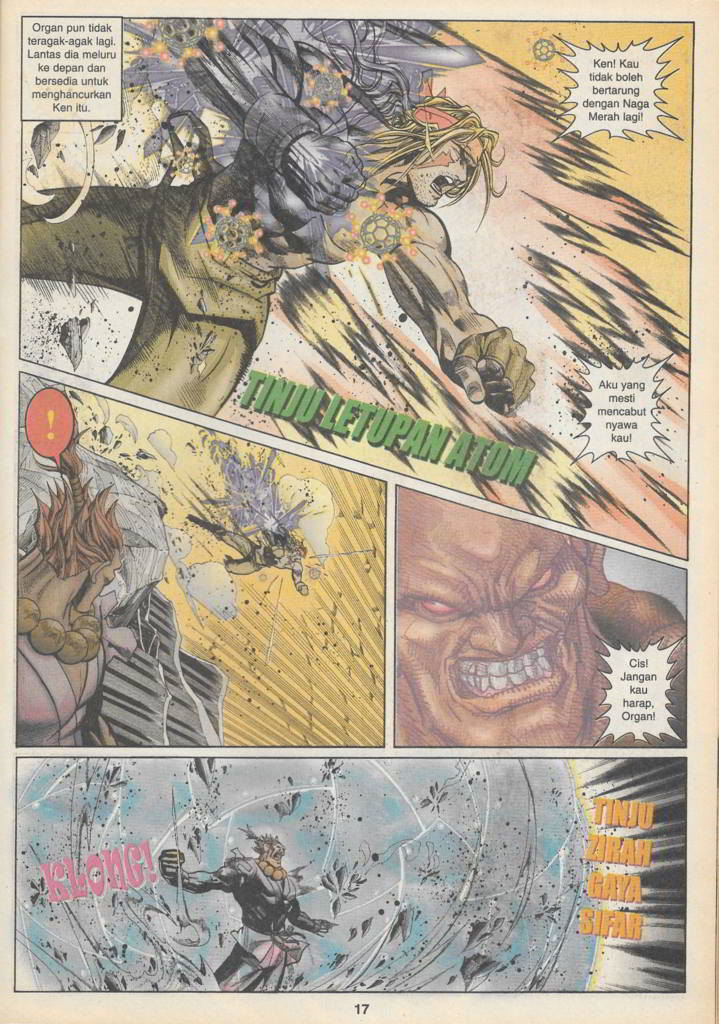 Organ pun tidak
teragak-agak lagi.
Lantas dia meluru
ke depan dan
bersedia untuk
menghancurkan
Ken itu.
Ken! Kau
tidak boleh
bertarung
dengan Naga
Merah lagi!
Aku yang
mesti
mencabut
nyawa
kau!
TINJU LETUPAN ATOM
!
Cis!
Jangan
kau
harap,
Organ!
KLONG!
TINJU
ZIRAH
GAYA
SIFAR
17